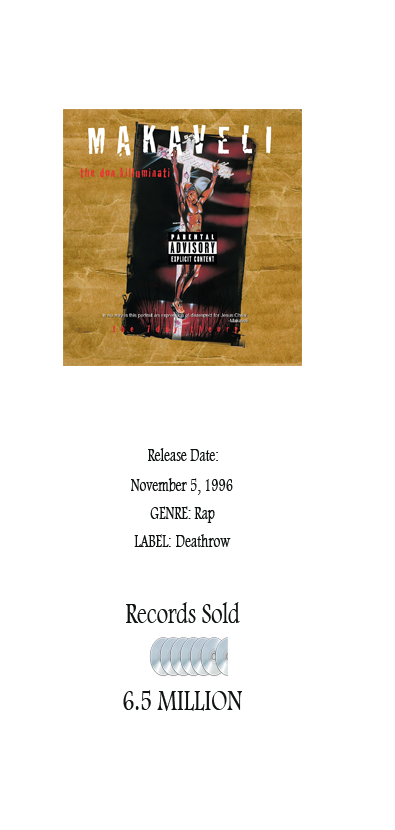 MAKAVELI
the don killuminati
PARENTAL
ADVISORY
EXPLICIT CONTENT
In no way is this portrait an expression of disrespect for Jesus Christ.
-Makaveli
the 7 day theory
Release Date:
November 5, 1996
GENRE: Rap
LABEL: Deathrow
Records Sold
6.5 MILLION